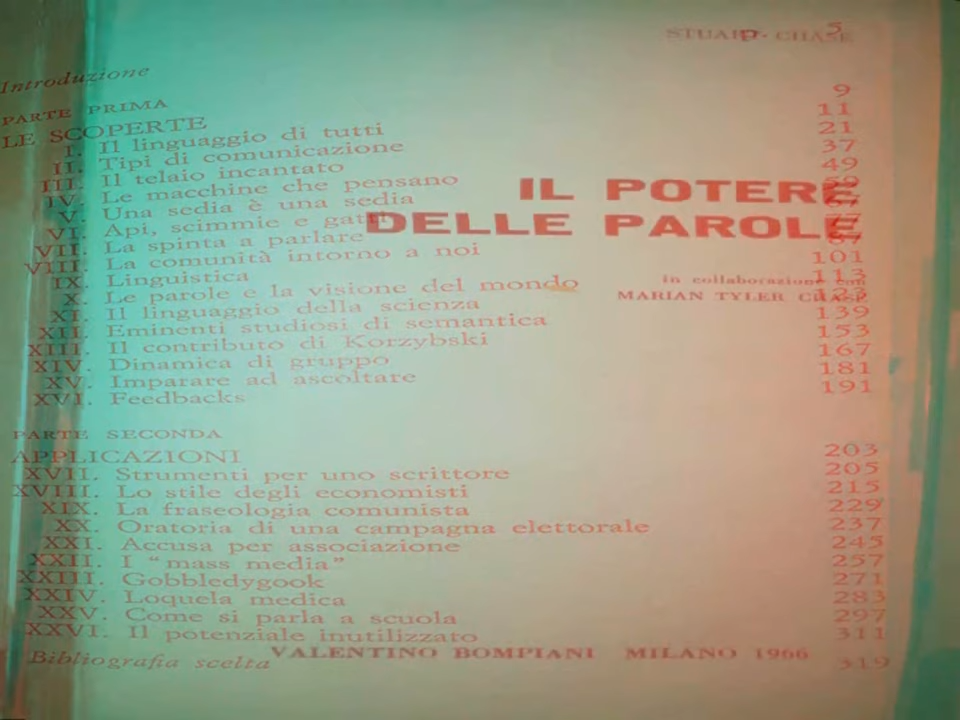 STUART CHASE
IL POTERE
DELLE PAROLE
in collaborazione con
MARIAN TYLER CHASE
VALENTINO BOMPIANI MILANO 1966
Introduzione p. 5
PARTE PRIMA
LE SCOPERTE 9
I. Il linguaggio di tutti 11
II. Tipi di comunicazione 21
III. Il telaio incantato 37
IV. Le macchine che pensano 49
V. Una sedia è una sedia 59
VI. Api, scimmie e gatti 67
VII. La spinta a parlare 77
VIII. La comunità intorno a noi 87
IX. Linguistica 101
X. Le parole e la visione del mondo 113
XI. Il linguaggio della scienza 123
XII. Eminenti studiosi di semantica 139
XIII. Il contributo di Korzybski 153
XIV. Dinamica di gruppo 167
XV. Imparare ad ascoltare 181
XVI. Feedbacks 191
PARTE SECONDA
APPLICAZIONI 203
XVII. Strumenti per uno scrittore 205
XVIII. Lo stile degli economisti 215
XIX. La fraseologia comunista 229
XX. Oratoria di una campagna elettorale 237
XXI. Accusa per associazione 245
XXII. I "mass media" 257
XXIII. Gobbledygook 271
XXIV. Loquela medica 283
XXV. Come si parla a scuola 297
XXVI. Il potenziale inutilizzato 311
Bibliografia scelta 319